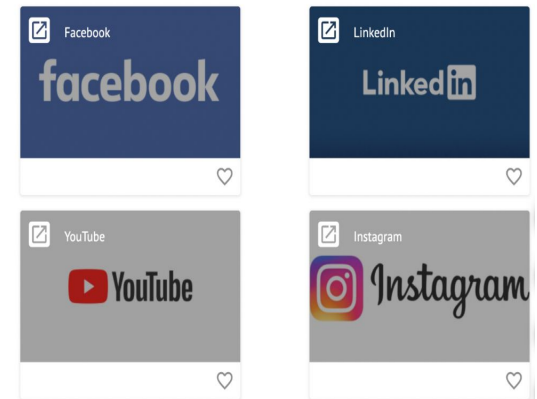 Facebook
facebook
LinkedIn
Linked in
YouTube
YouTube
Instagram
Instagram